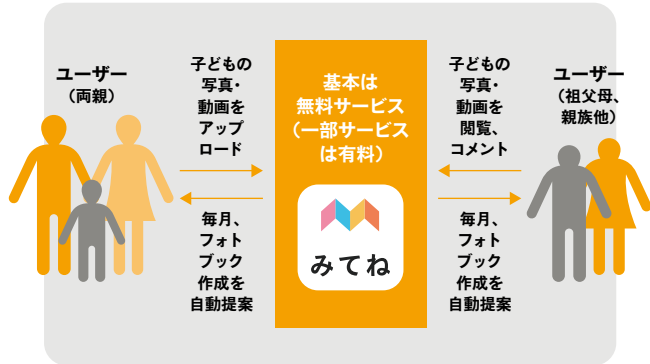 ユーザー
（両親）
子どもの
写真・
動画を
アップ
ロード
毎月、
フォト
ブック
作成を
自動提案
基本は
無料サービス
（一部サービス
は有料）
みてね
子どもの
写真・
動画を
閲覧、
コメント
毎月、
フォト
ブック
作成を
自動提案
ユーザー
（祖父母、
親族他）